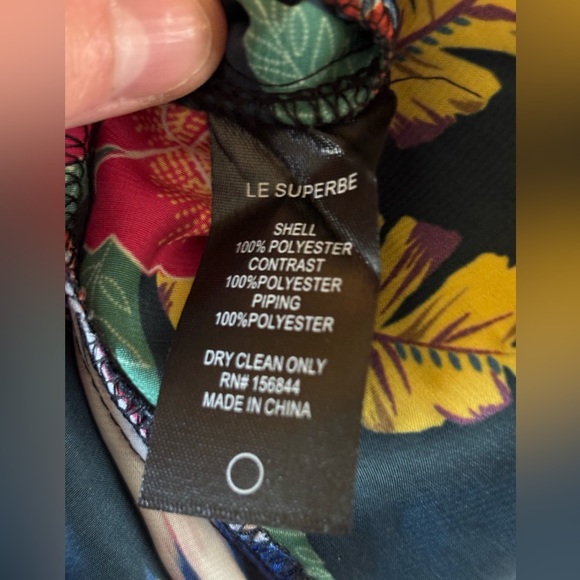 LE SUPERBE
SHELL
100% POLYESTER
CONTRAST
100%POLYESTER
PIPING
100%POLYESTER
DRY CLEAN ONLY
RN# 156844
MADE IN CHINA